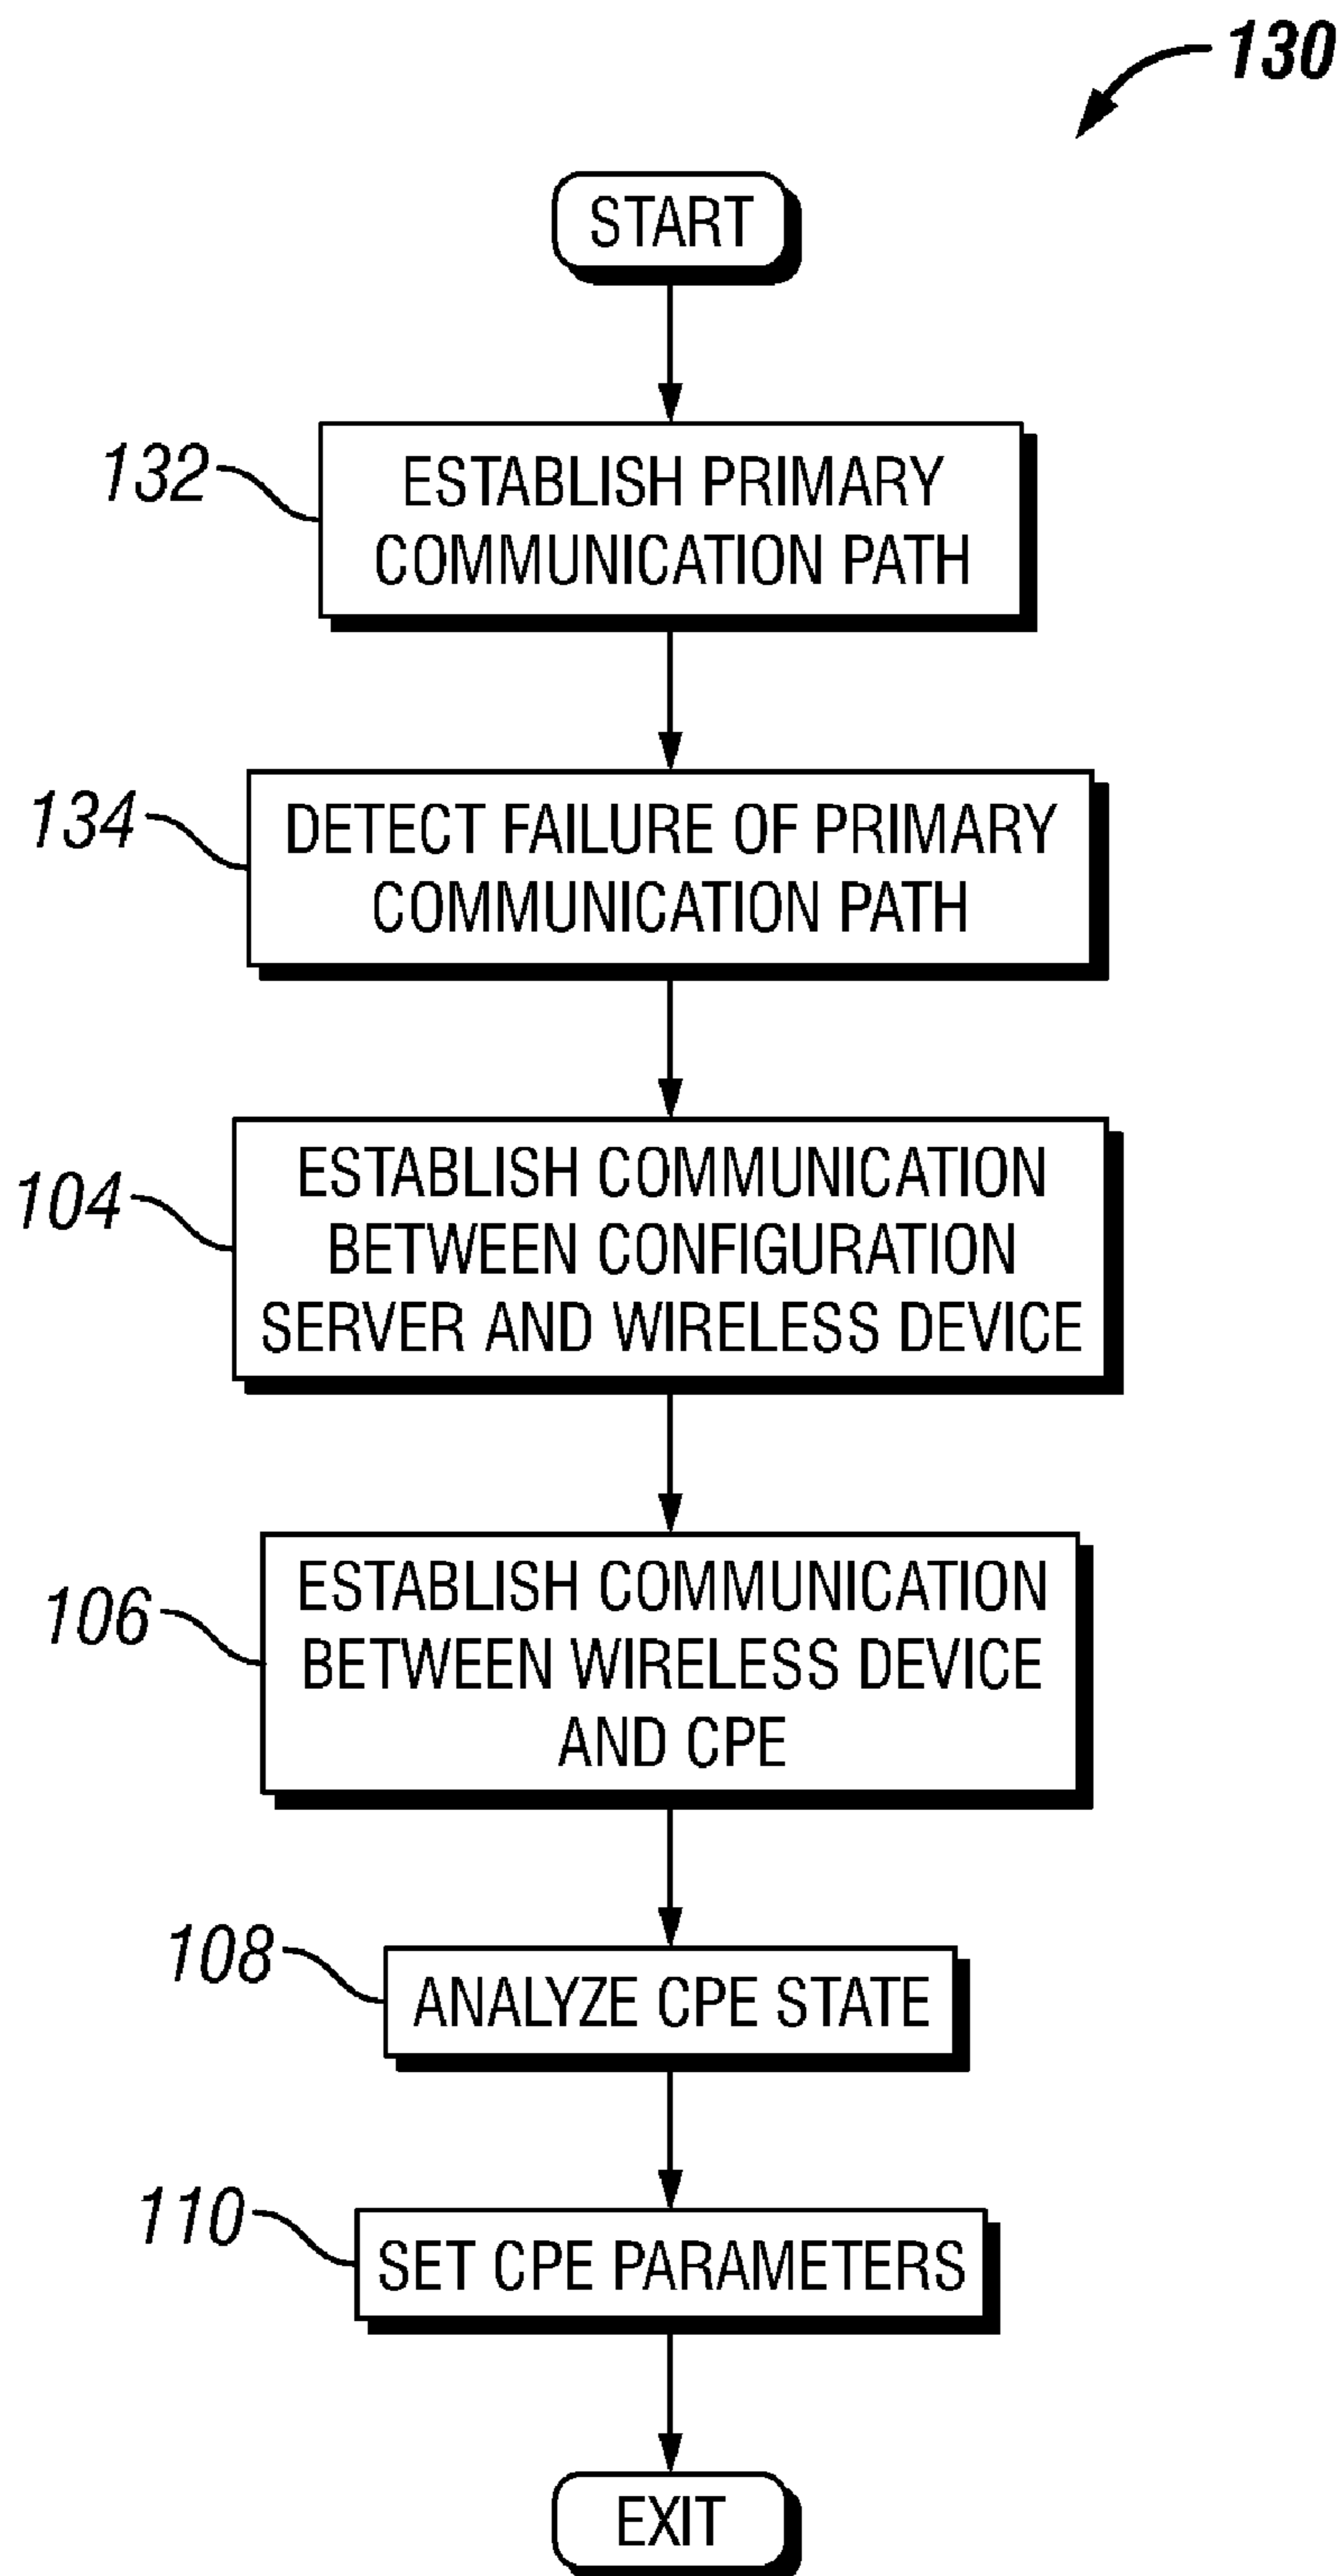 130
START
132
ESTABLISH PRIMARY
COMMUNICATION PATH
134
DETECT FAILURE OF PRIMARY
COMMUNICATION PATH
104
ESTABLISH COMMUNICATION
BETWEEN CONFIGURATION
SERVER AND WIRELESS DEVICE
106
ESTABLISH COMMUNICATION
BETWEEN WIRELESS DEVICE
AND CPE
108
ANALYZE CPE STATE
110
SET CPE PARAMETERS
EXIT